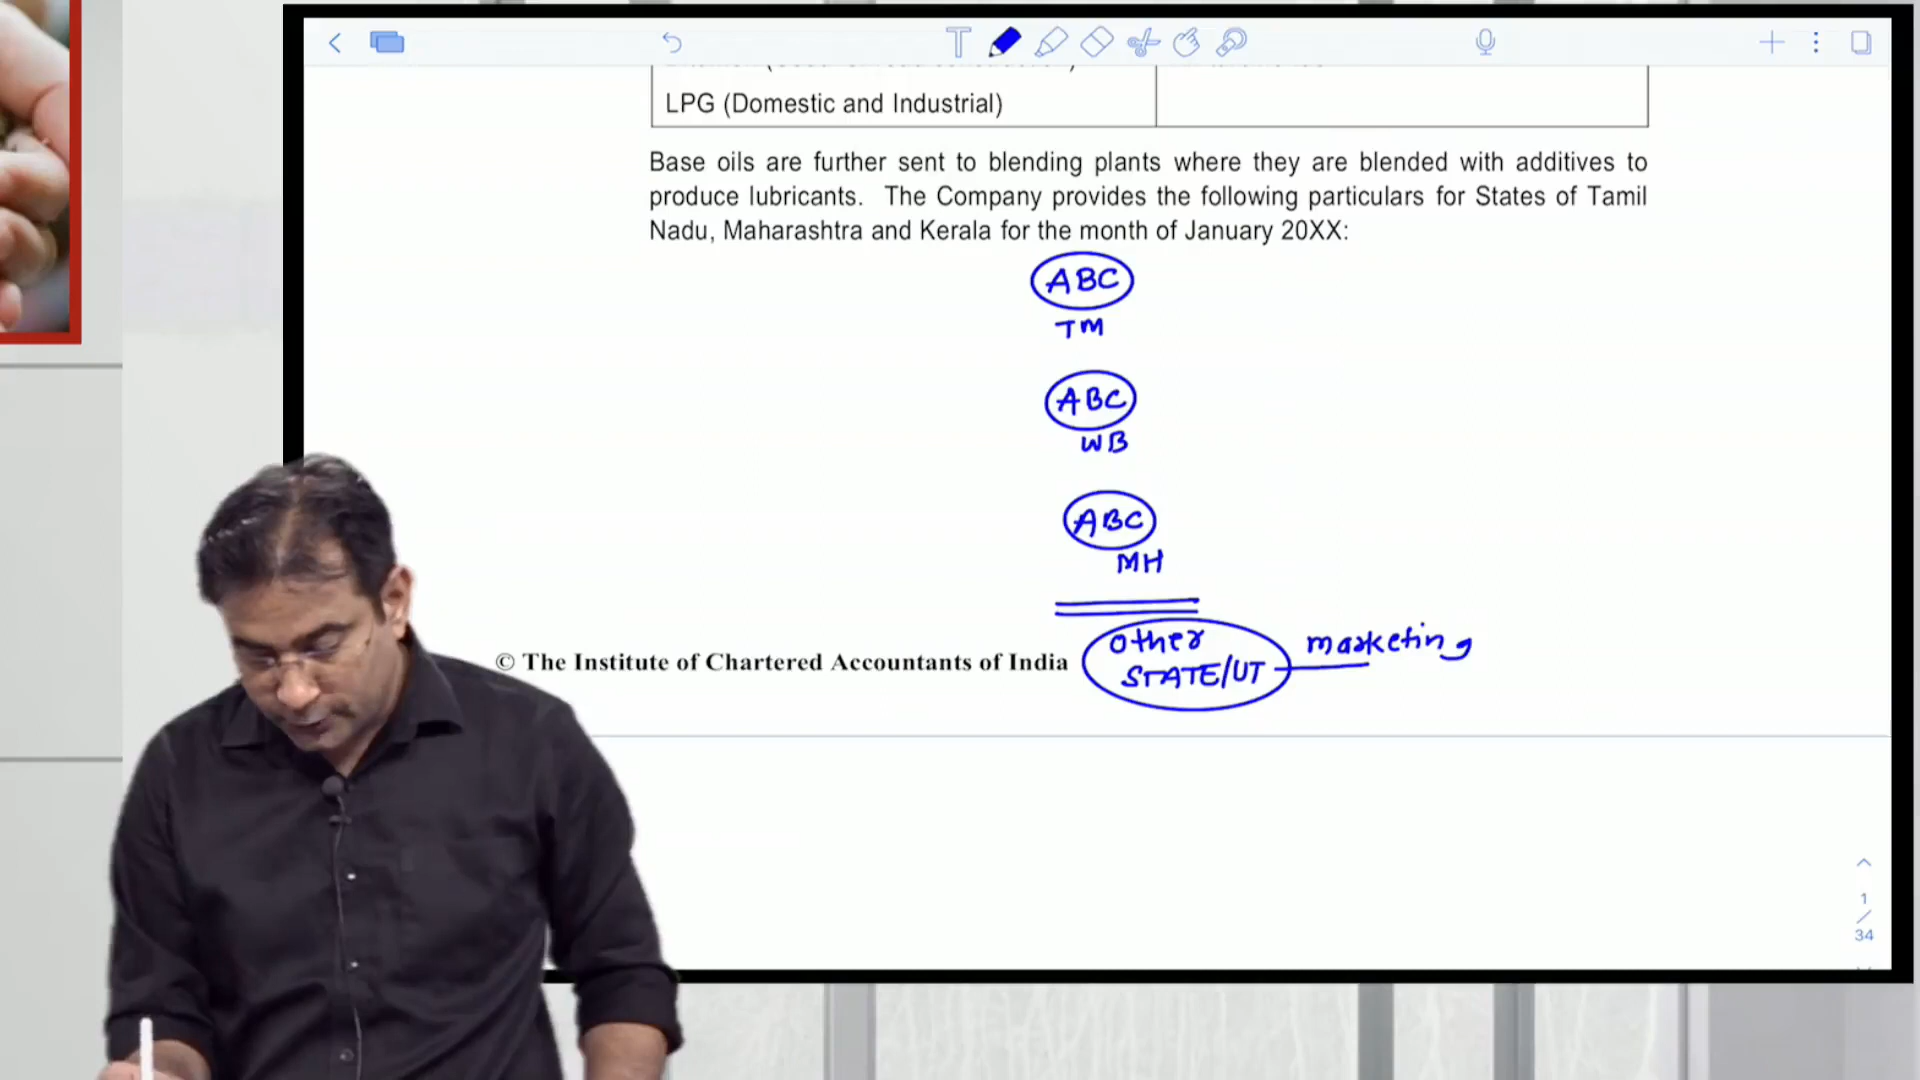 LPG (Domestic and Industrial)
Base oils are further sent to blending plants where they are blended with additives to
produce lubricants. The Company provides the following particulars for States of Tamil
Nadu, Maharashtra and Kerala for the month of January 20XX:
ABC
TM
ABC
WB
ABC
MH
Other
STATE/UT
marketing
© The Institute of Chartered Accountants of India
1
/
34